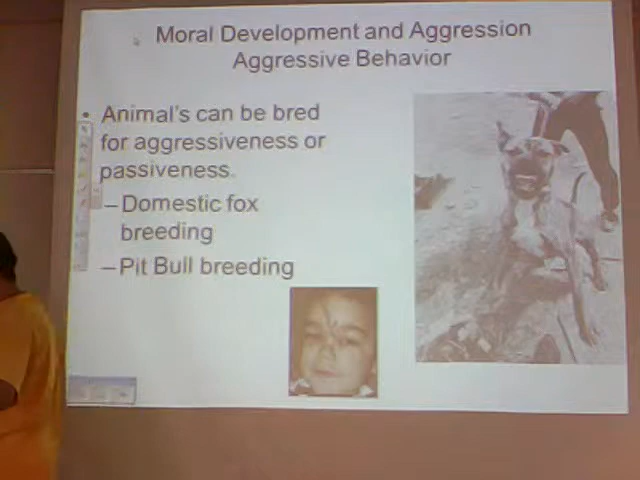 Moral Development and Aggression
Aggressive Behavior
• Animal's can be bred
for aggressiveness or
passiveness.
–Domestic fox
breeding
–Pit Bull breeding